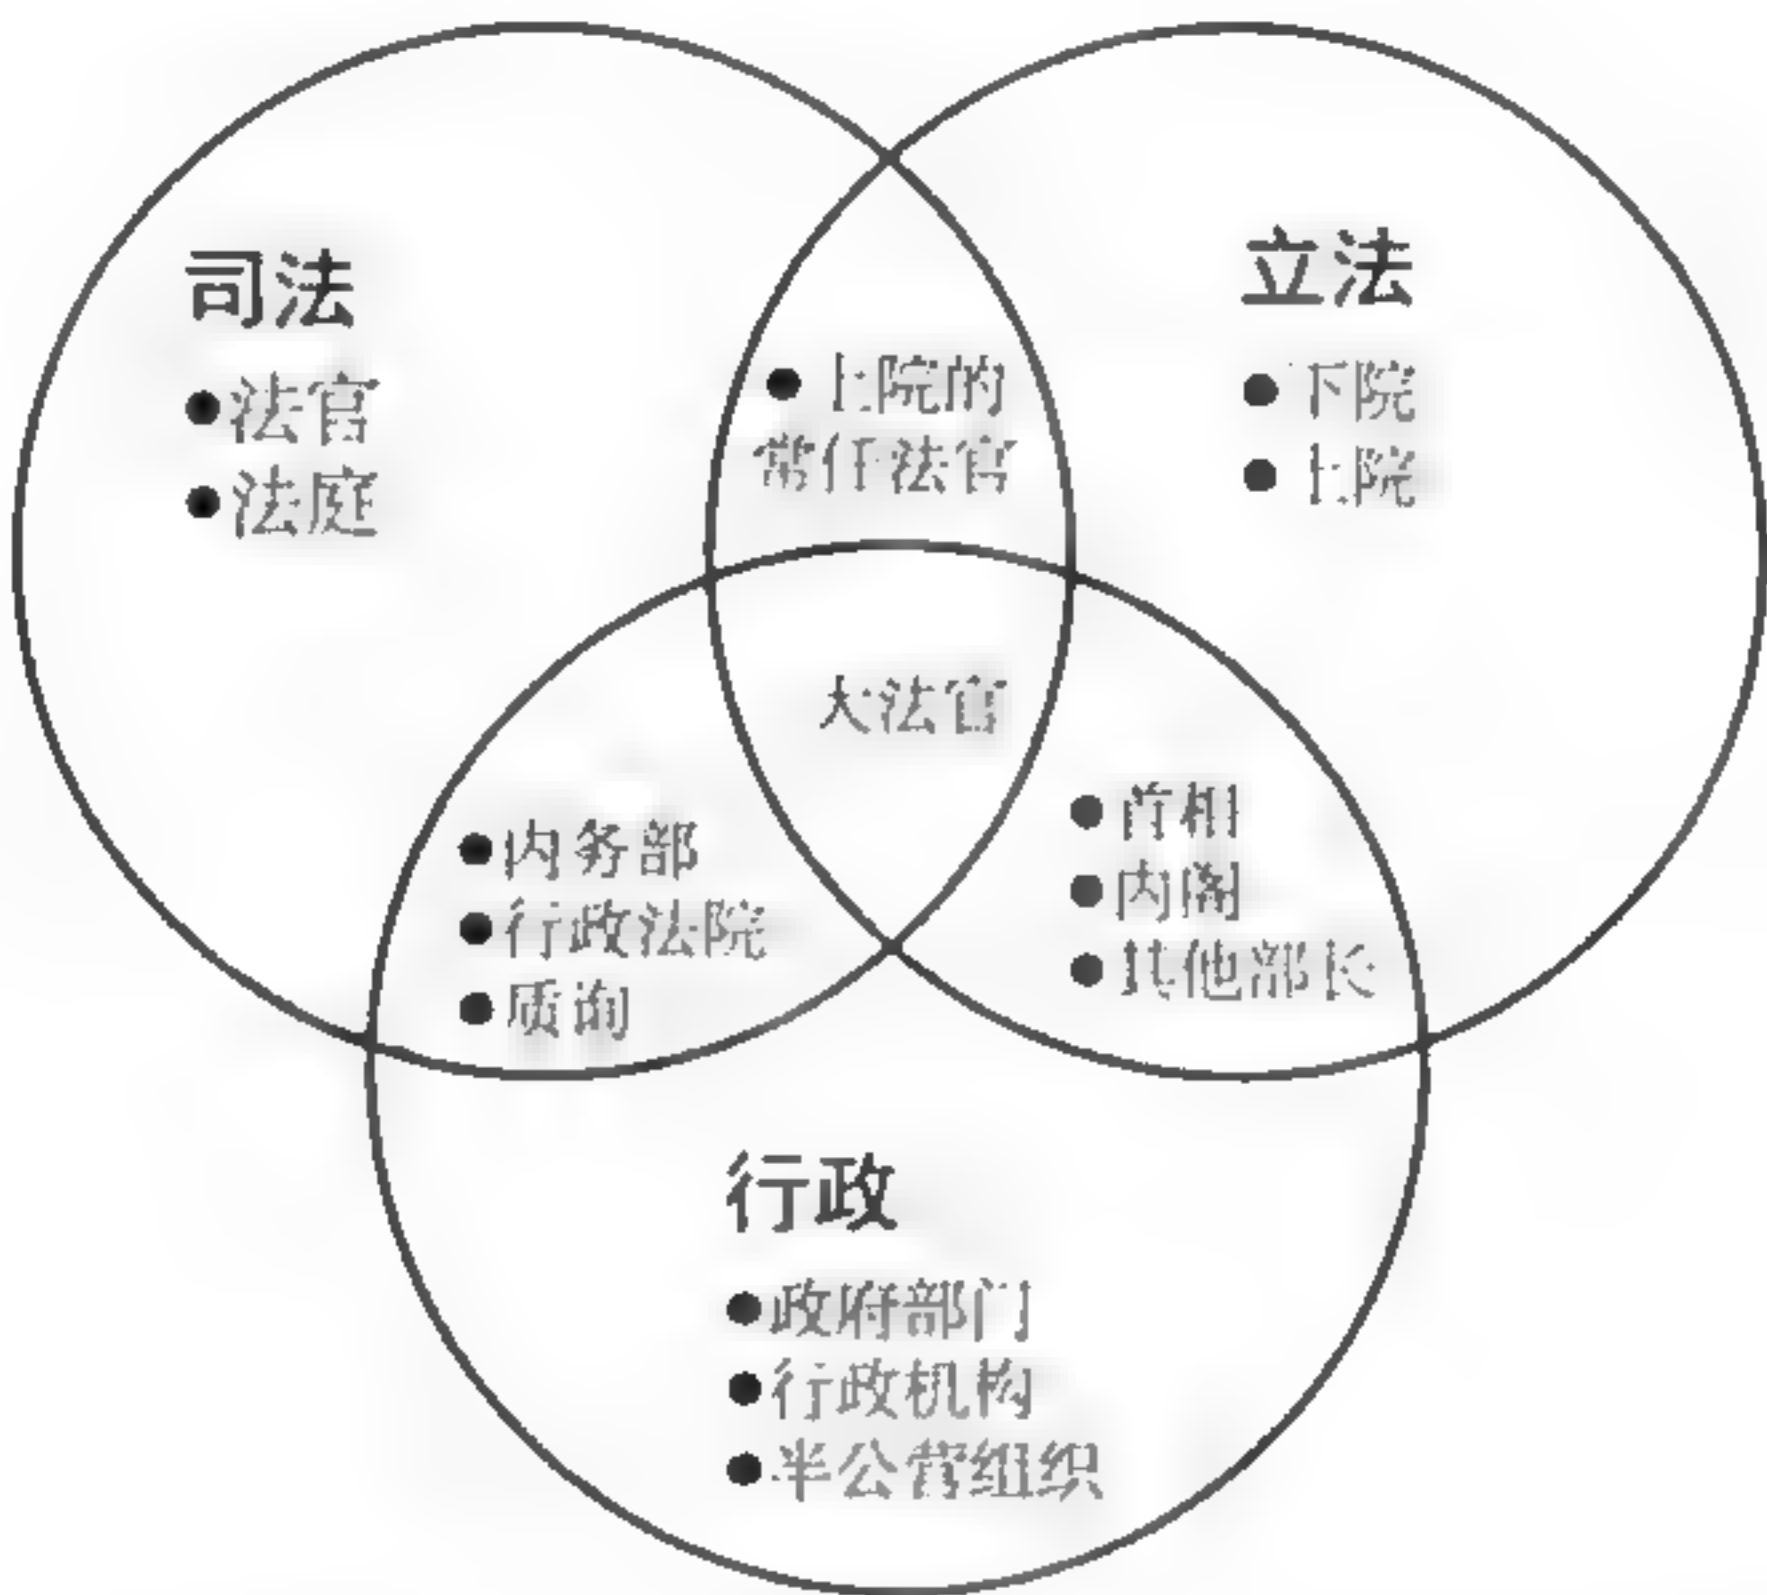 司法
● 法官
● 法庭
● 上院的
常任法官
立法
● 下院
● 上院
大法官
● 内务部
● 行政法院
● 质询
● 首相
● 内阁
● 其他部长
行政
● 政府部门
● 行政机构
● 半公营组织